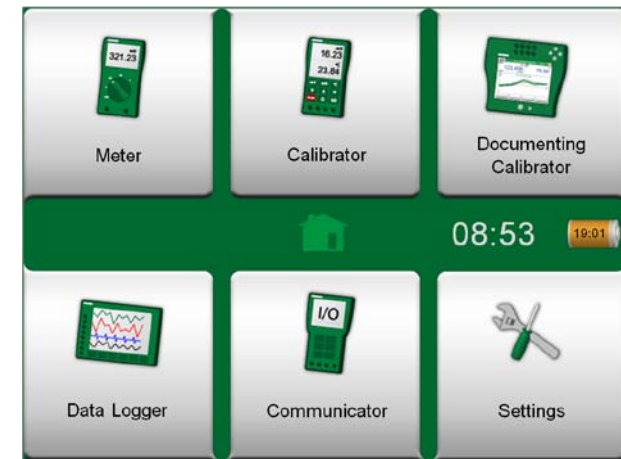 321.23
Meter
16.23
23.84
Calibrator
Documenting
Calibrator
08:53
19:01
Data Logger
I/O
Communicator
Settings